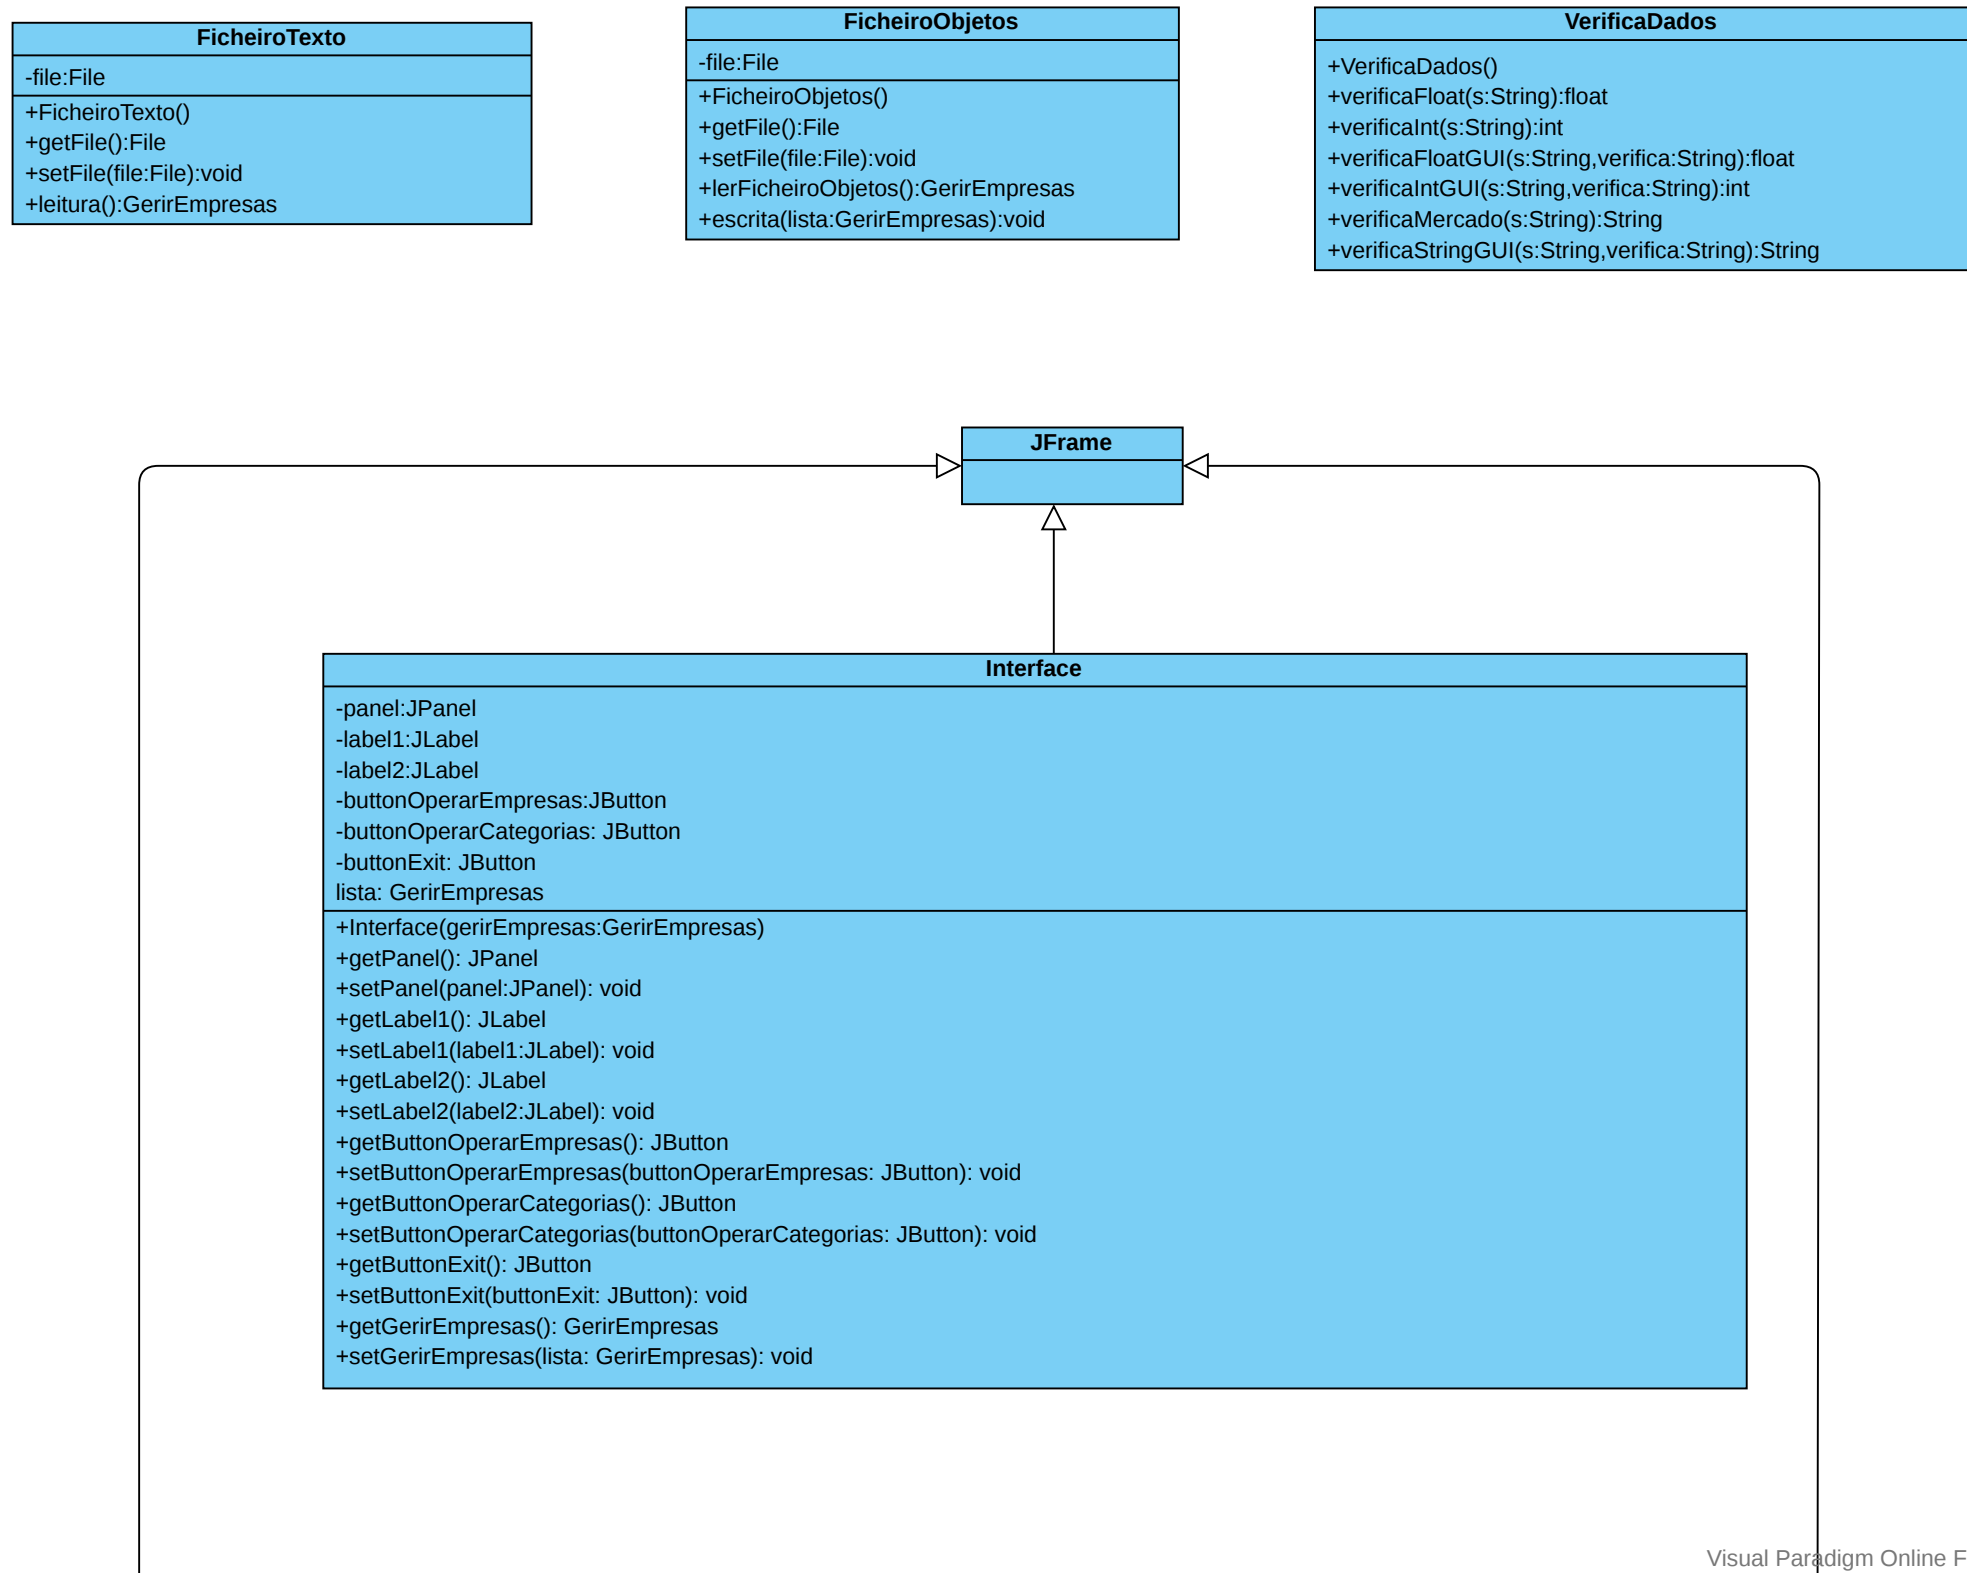 FicheiroTexto
-file:File
+FicheiroTexto()
+getFile():File
+setFile(file:File):void
+leitura():GerirEmpresas
FicheiroObjetos
-file:File
+FicheiroObjetos()
+getFile():File
+setFile(file:File):void
+lerFicheiroObjetos():GerirEmpresas
+escrita(lista:GerirEmpresas):void
VerificaDados
+VerificaDados()
+verificaFloat(s:String):float
+verificaInt(s:String):int
+verificaFloatGUI(s:String,verifica:String):float
+verificaIntGUI(s:String,verifica:String):int
+verificaMercado(s:String):String
+verificaStringGUI(s:String,verifica:String):String
JFrame
Interface
-panel:JPanel
-label1:JLabel
-label2:JLabel
-buttonOperarEmpresas:JButton
-buttonOperarCategorias: JButton
-buttonExit: JButton
lista: GerirEmpresas
+Interface(gerirEmpresas:GerirEmpresas)
+getPanel(): JPanel
+setPanel(panel:JPanel): void
+getLabel1(): JLabel
+setLabel1(label1:JLabel): void
+getLabel2(): JLabel
+setLabel2(label2:JLabel): void
+getButtonOperarEmpresas(): JButton
+setButtonOperarEmpresas(buttonOperarEmpresas: JButton): void
+getButtonOperarCategorias(): JButton
+setButtonOperarCategorias(buttonOperarCategorias: JButton): void
+getButtonExit(): JButton
+setButtonExit(buttonExit: JButton): void
+getGerirEmpresas(): GerirEmpresas
+setGerirEmpresas(lista: GerirEmpresas): void
Visual Paradigm Online F